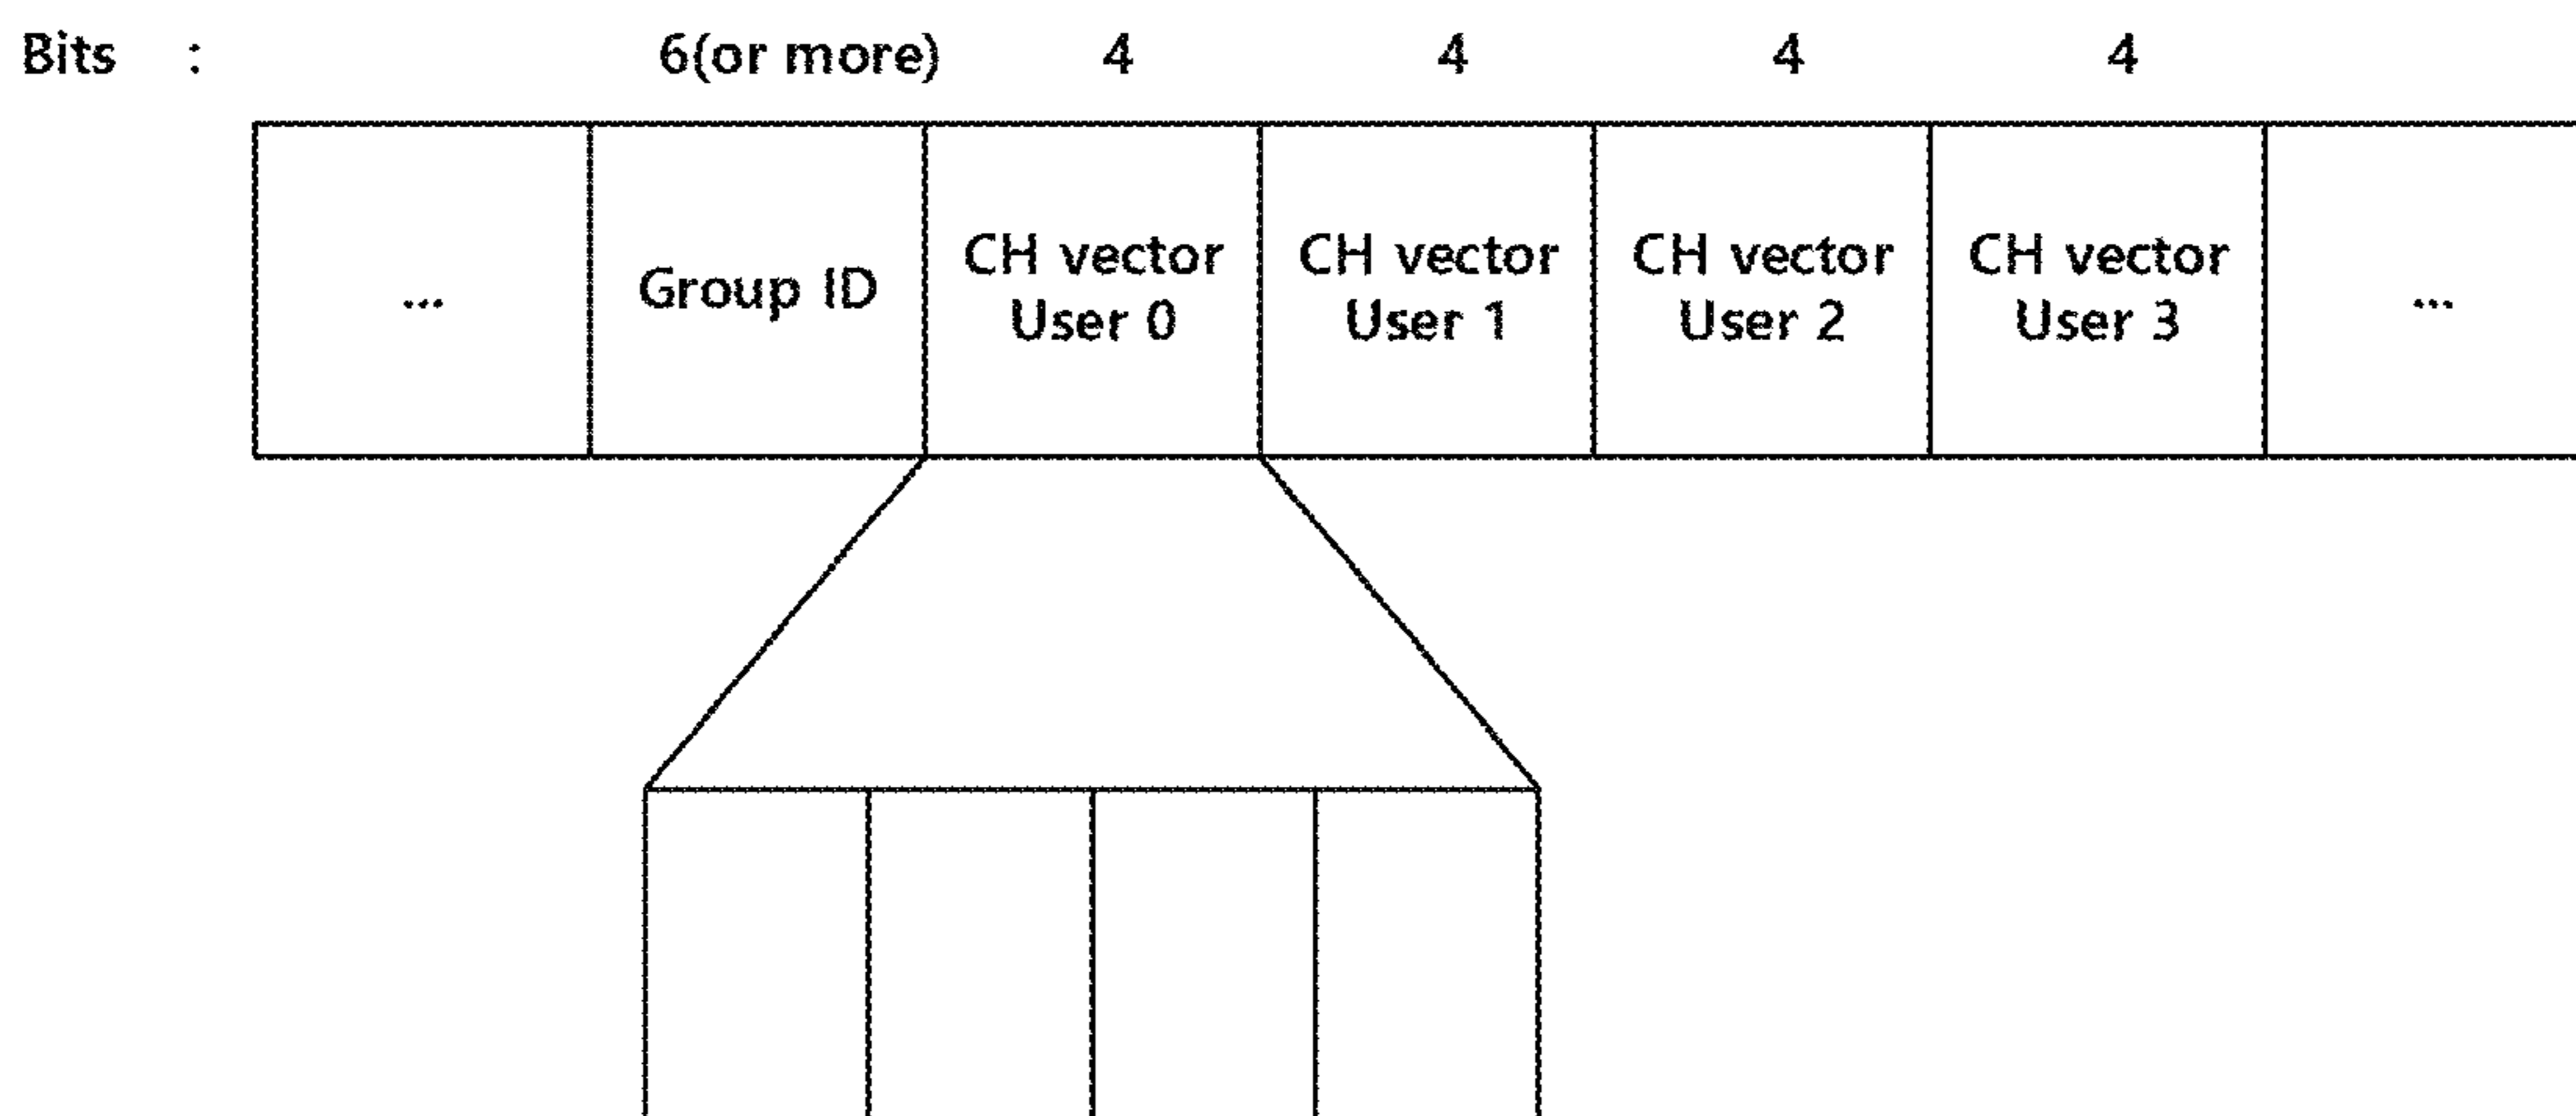 Bits : 6(or more) 4 4 4 4
... Group ID CH vector User 0 CH vector User 1 CH vector User 2 CH vector User 3 ...